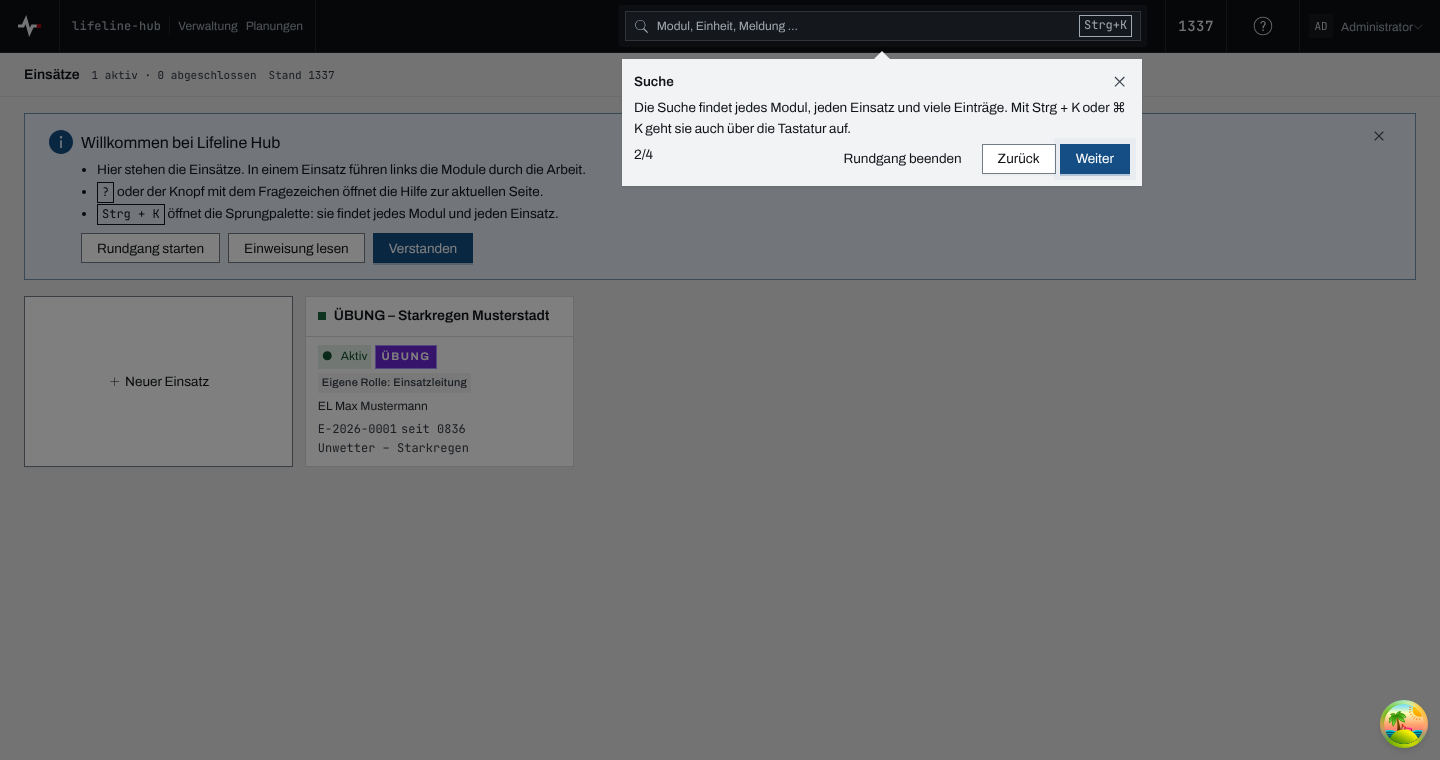 lifeline-hub Verwaltung Planungen Modul, Einheit, Meldung ... Strg+K 1337 ? AD Administrator
Einsätze 1 aktiv · 0 abgeschlossen Stand 1337
Suche
Die Suche findet jedes Modul, jeden Einsatz und viele Einträge. Mit Strg + K oder ⌘
K geht sie auch über die Tastatur auf.
2/4 Rundgang beenden Zurück Weiter
Willkommen bei Lifeline Hub
• Hier stehen die Einsätze. In einem Einsatz führen links die Module durch die Arbeit.
• ? oder der Knopf mit dem Fragezeichen öffnet die Hilfe zur aktuellen Seite.
• Strg + K öffnet die Sprungpalette: sie findet jedes Modul und jeden Einsatz.
Rundgang starten Einweisung lesen Verstanden
+ Neuer Einsatz
ÜBUNG – Starkregen Musterstadt
Aktiv ÜBUNG
Eigene Rolle: Einsatzleitung
EL Max Mustermann
E-2026-0001 seit 0836
Unwetter – Starkregen